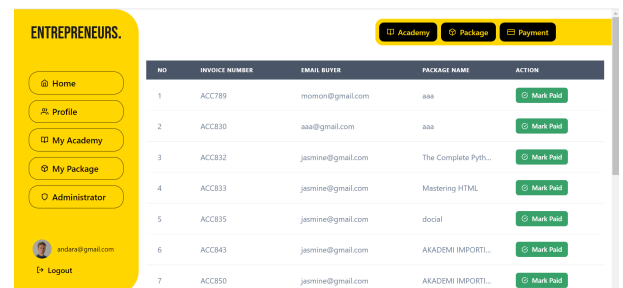 ENTREPRENEURS.
Home
Profile
My Academy
My Package
Administrator
andara@gmail.com
Logout
Academy Package Payment
NO INVOICE NUMBER EMAIL BUYER PACKAGE NAME ACTION
1 ACC789 momon@gmail.com aaa Mark Paid
2 ACC830 aaa@gmail.com aaa Mark Paid
3 ACC832 jasmine@gmail.com The Complete Pyth... Mark Paid
4 ACC833 jasmine@gmail.com Mastering HTML Mark Paid
5 ACC835 jasmine@gmail.com docial Mark Paid
6 ACC843 jasmine@gmail.com AKADEMI IMPORTI... Mark Paid
7 ACC850 jasmine@gmail.com AKADEMI IMPORTI... Mark Paid